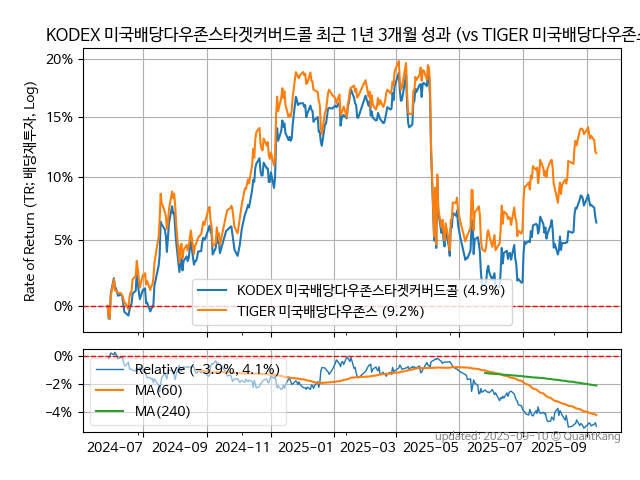 KODEX 미국배당다우존스타겟커버드콜 최근 1년 3개월 성과 (vs TIGER 미국배당다우존스
20%
15%
10%
5%
0%
Rate of Return (TR: 배당재투자, Log)
KODEX 미국배당다우존스타겟커버드콜 (4.9%)
TIGER 미국배당다우존스 (9.2%)
0%
−2%
−4%
Relative (−3.9%, 4.1%)
MA(60)
MA(240)
updated: 2025-09-10 © QuantKang
2024-07 2024-09 2024-11 2025-01 2025-03 2025-05 2025-07 2025-09